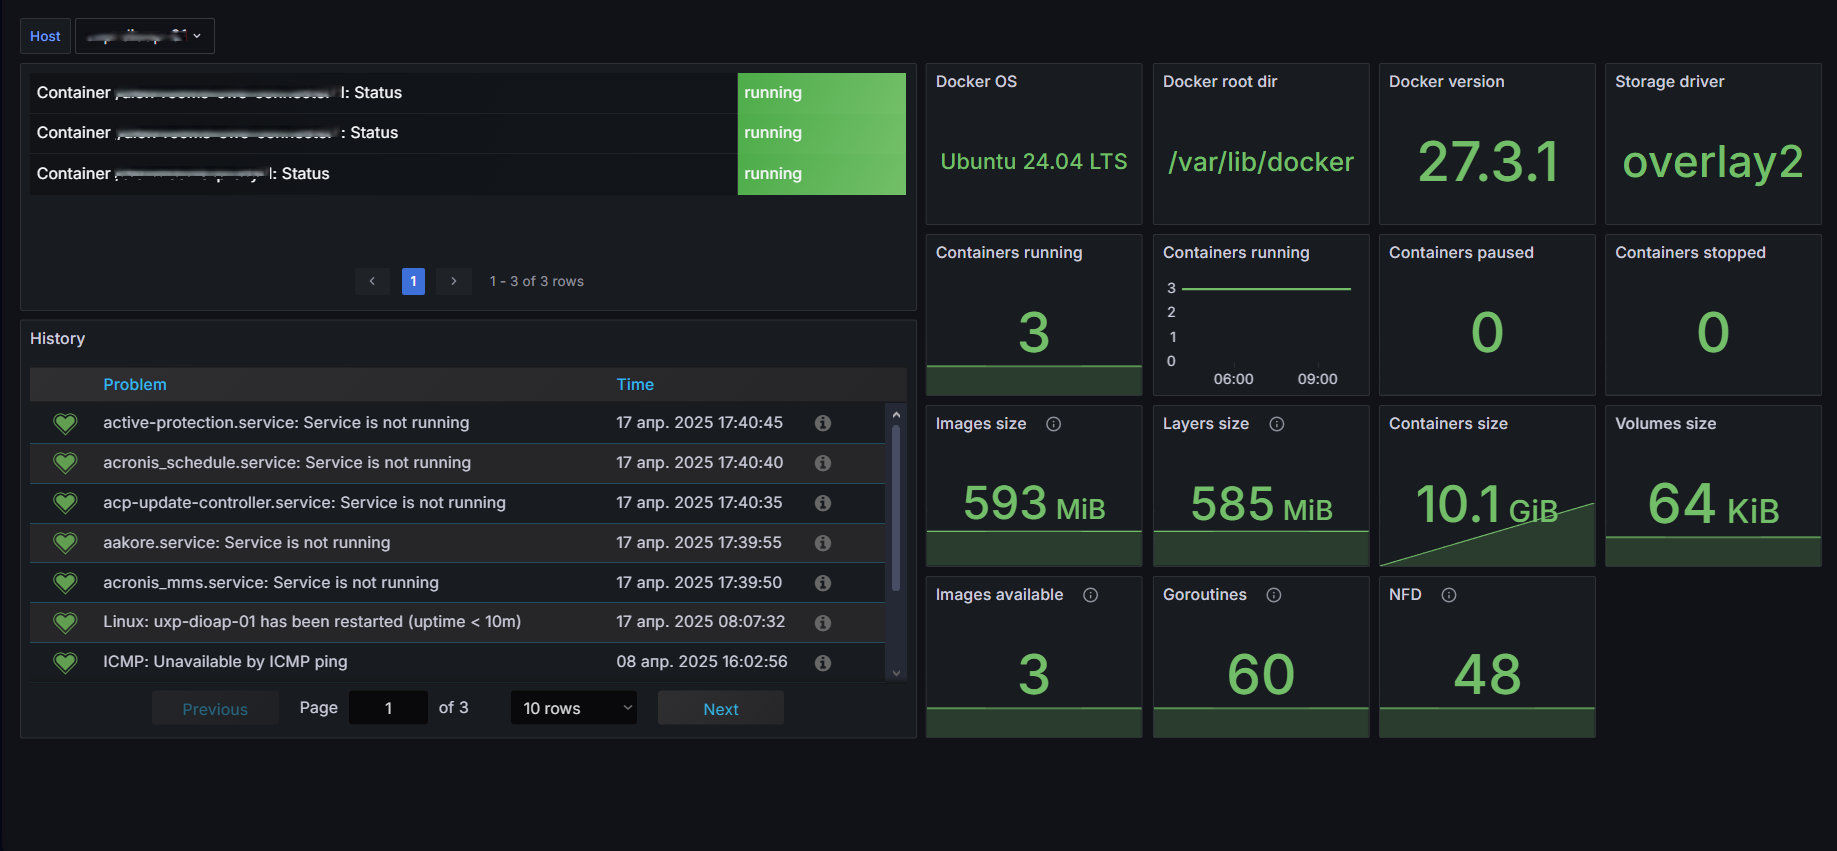 Host
Container : Status running
Container : Status running
Container : Status running
1
1 - 3 of 3 rows
History
Problem Time
active-protection.service: Service is not running 17 апр. 2025 17:40:45
acronis_schedule.service: Service is not running 17 апр. 2025 17:40:40
acp-update-controller.service: Service is not running 17 апр. 2025 17:40:35
aakore.service: Service is not running 17 апр. 2025 17:39:55
acronis_mms.service: Service is not running 17 апр. 2025 17:39:50
Linux: uxp-dioap-01 has been restarted (uptime < 10m) 17 апр. 2025 08:07:32
ICMP: Unavailable by ICMP ping 08 апр. 2025 16:02:56
Previous Page 1 of 3 10 rows Next
Docker OS
Ubuntu 24.04 LTS
Docker root dir
/var/lib/docker
Docker version
27.3.1
Storage driver
overlay2
Containers running
3
Containers running
3
2
1
0
06:00 09:00
Containers paused
0
Containers stopped
0
Images size
593 MiB
Layers size
585 MiB
Containers size
10.1 GiB
Volumes size
64 KiB
Images available
3
Goroutines
60
NFD
48